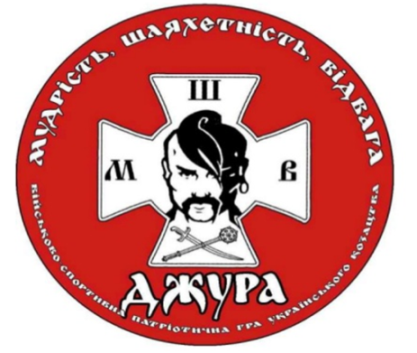 МУДРІСТЬ, ШЛЯХЕТНІСТЬ, ВІДВАГА
Ш
М
В
ДЖУРА
ВІЙСЬКОВО СПОРТИВНА ПАТРІОТИЧНА ГРА УКРАЇНСЬКОГО КОЗАЦТВА